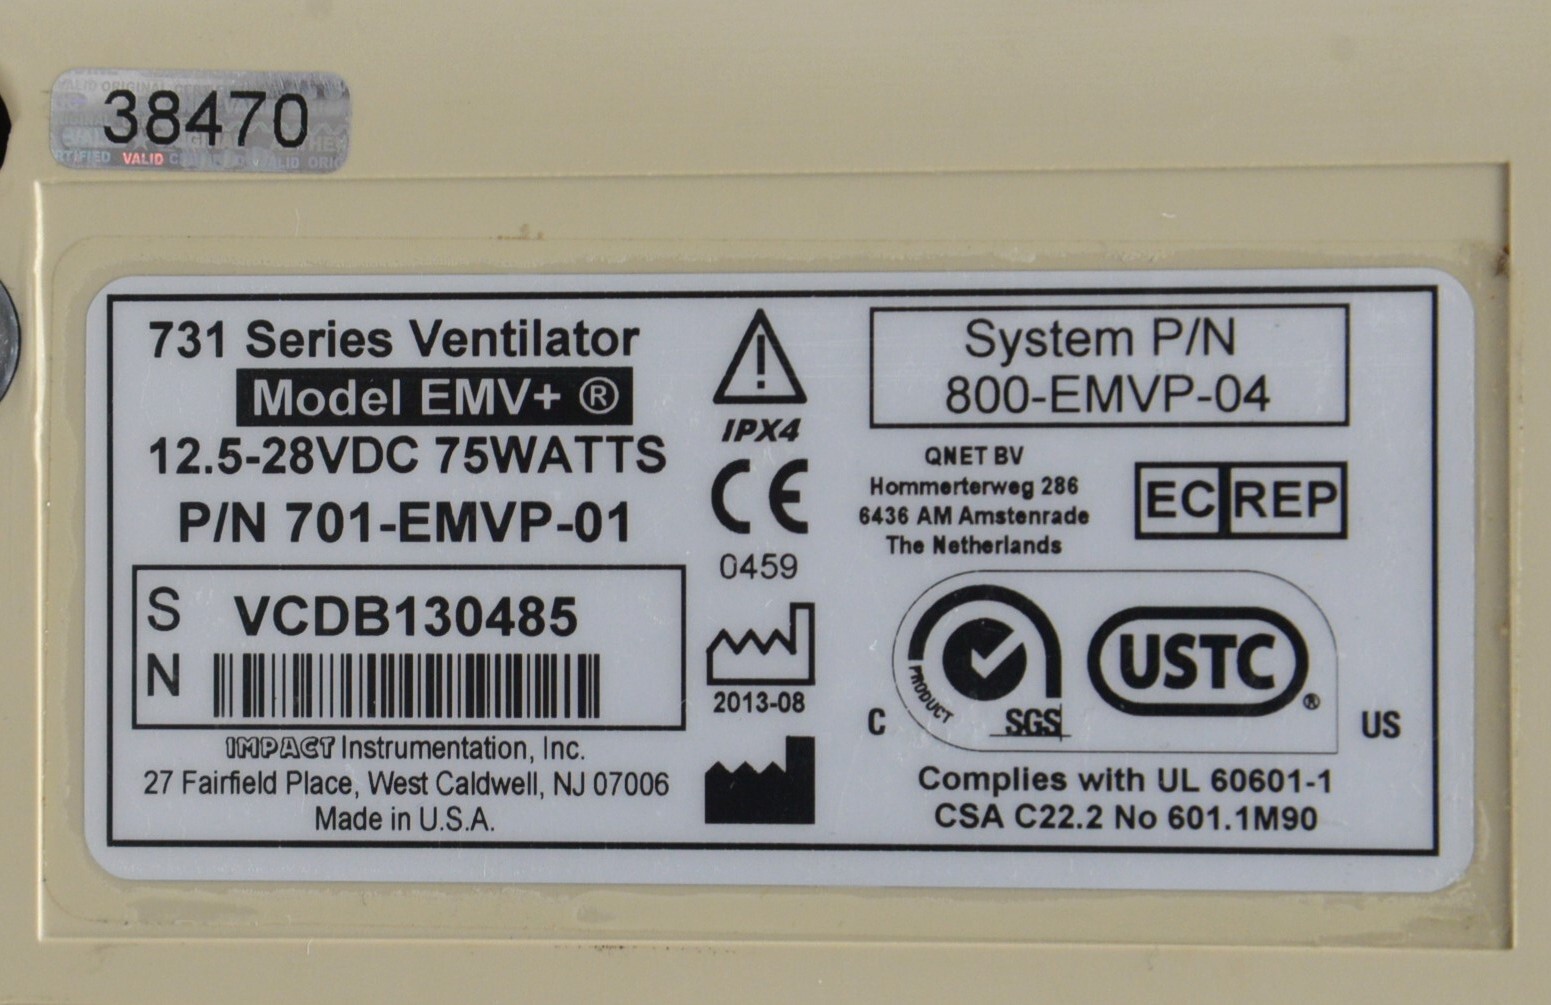 38470
VALID
731 Series Ventilator
Model EMV+ ®
12.5-28VDC 75WATTS
P/N 701-EMVP-01
S N
VCDB130485
IMPACT Instrumentation, Inc.
27 Fairfield Place, West Caldwell, NJ 07006
Made in U.S.A.
!
IPX4
CE
0459
2013-08
System P/N
800-EMVP-04
QNET BV
Hommerterweg 286
6436 AM Amstenrade
The Netherlands
EC REP
PRODUCT
SGS
USTC ®
C US
Complies with UL 60601-1
CSA C22.2 No 601.1M90